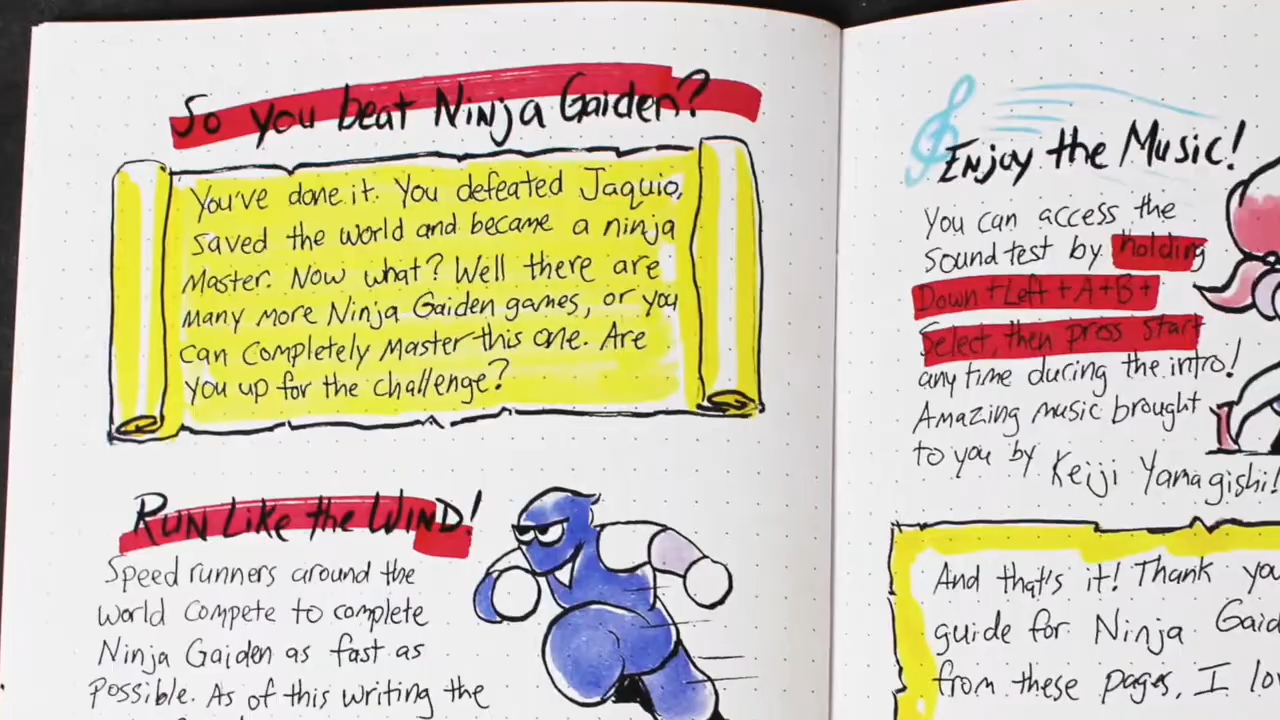 So you beat Ninja Gaiden?
You've done it. You defeated Jaquio,
saved the world and became a ninja
Master. Now what? Well there are
many more Ninja Gaiden games, or you
can completely Master this one. Are
you up for the challenge?
Run Like the Wind!
Speed runners around the
world compete to complete
Ninja Gaiden as fast as
possible. As of this writing the
Enjoy the Music!
You can access the
sound test by holding
Down + Left + A + B +
Select, then press start
any time during the intro!
Amazing music brought
to you by Keiji Yamagishi!
And that's it! Thank
guide for Ninja
from these pages, I